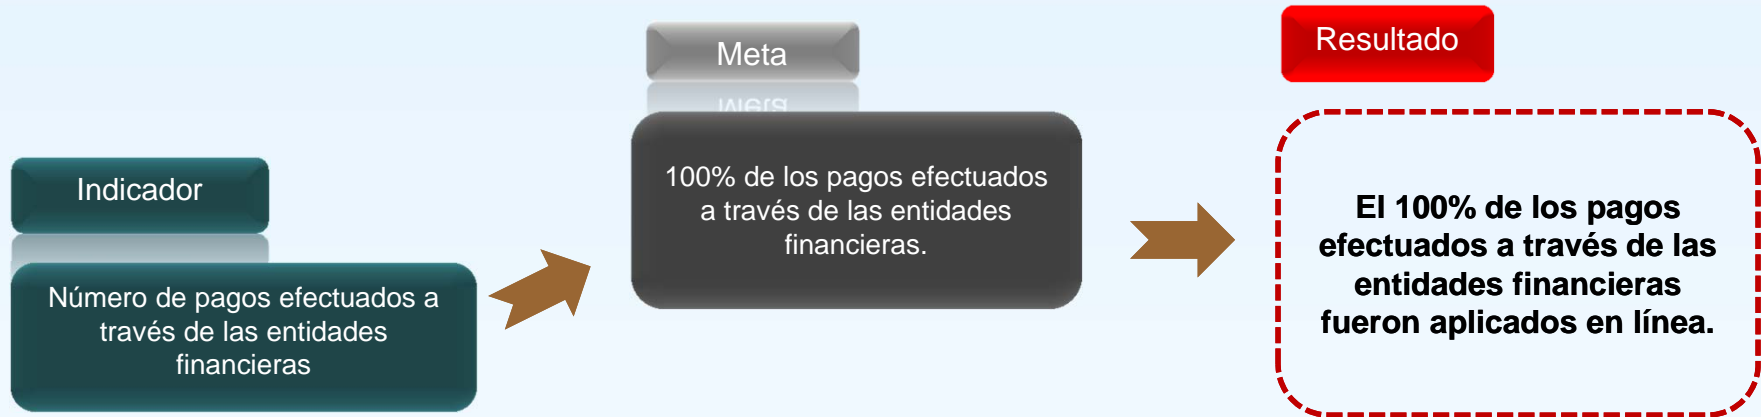 Indicador
Número de pagos efectuados a
través de las entidades
financieras
Meta
100% de los pagos efectuados
a través de las entidades
financieras.
Resultado
El 100% de los pagos
efectuados a través de las
entidades financieras
fueron aplicados en línea.